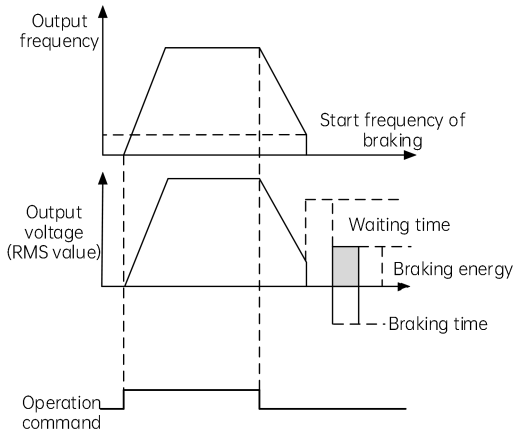 Output
frequency
Start frequency of
braking
Output
voltage
(RMS value)
Waiting time
Braking energy
Braking time
Operation
command